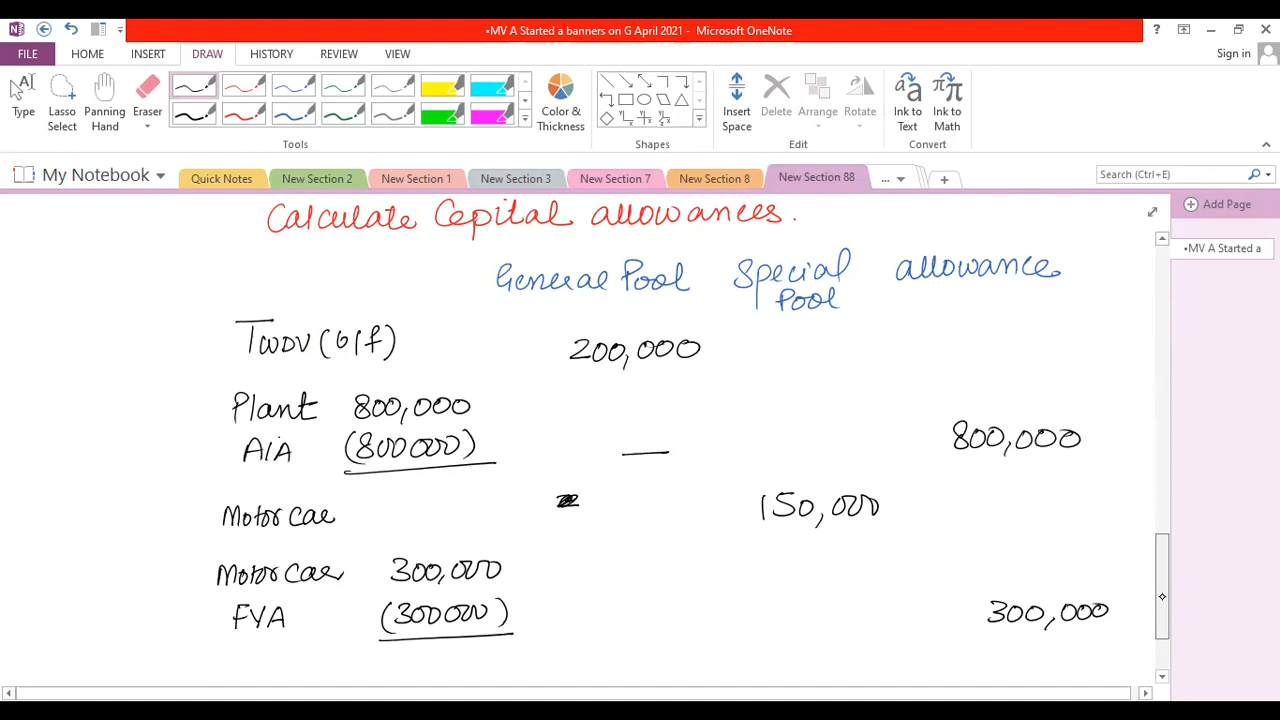 •MV A Started a banners on G April 2021 - Microsoft OneNote
Sign in
FILE HOME INSERT DRAW HISTORY REVIEW VIEW
Type
Lasso Select
Panning Hand
Eraser
Color & Thickness
Insert Space
Delete
Arrange
Rotate
Ink to Text
Ink to Math
Tools
Shapes
Edit
Convert
My Notebook
Quick Notes
New Section 2
New Section 1
New Section 3
New Section 7
New Section 8
New Section 88
...
Search (Ctrl+E)
Add Page
•MV A Started a
Calculate Capital allowances.
General Pool Special Pool allowance
TWDV (b/f) 200,000
Plant 800,000
AIA (800000) — 800,000
Motor car 150,000
Motor car 300,000
FYA (300000) 300,000